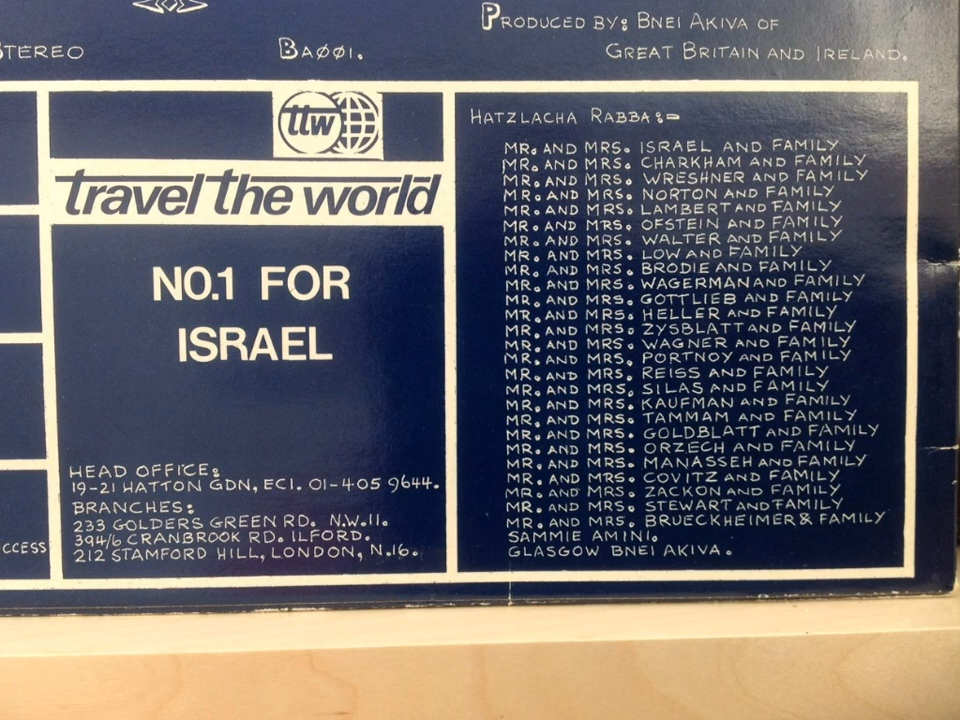 PRODUCED BY: BNEI AKIVA OF
GREAT BRITAIN AND IRELAND.
STEREO
BAØØ1.
ttw
travel the world
NO.1 FOR
ISRAEL
HEAD OFFICE:
19-21 HATTON GDN, EC1. 01-405 9644.
BRANCHES:
233 GOLDERS GREEN RD. N.W.11.
394/6 CRANBROOK RD. ILFORD.
212 STAMFORD HILL, LONDON, N.16.
HATZLACHA RABBA:-
MR. AND MRS. ISRAEL AND FAMILY
MR. AND MRS. CHARKHAM AND FAMILY
MR. AND MRS. WRESHNER AND FAMILY
MR. AND MRS. NORTON AND FAMILY
MR. AND MRS. LAMBERT AND FAMILY
MR. AND MRS. OFSTEIN AND FAMILY
MR. AND MRS. WALTER AND FAMILY
MR. AND MRS. LOW AND FAMILY
MR. AND MRS. BRODIE AND FAMILY
MR. AND MRS. WAGERMAN AND FAMILY
MR. AND MRS. GOTTLIEB AND FAMILY
MR. AND MRS. HELLER AND FAMILY
MR. AND MRS. ZYSBLATT AND FAMILY
MR. AND MRS. WAGNER AND FAMILY
MR. AND MRS. PORTNOY AND FAMILY
MR. AND MRS. REISS AND FAMILY
MR. AND MRS. SILAS AND FAMILY
MR. AND MRS. KAUFMAN AND FAMILY
MR. AND MRS. TAMMAM AND FAMILY
MR. AND MRS. GOLDBLATT AND FAMILY
MR. AND MRS. ORZECH AND FAMILY
MR. AND MRS. MANASSEH AND FAMILY
MR. AND MRS. COVITZ AND FAMILY
MR. AND MRS. ZACKON AND FAMILY
MR. AND MRS. STEWART AND FAMILY
MR. AND MRS. BRUECKHEIMER & FAMILY
SAMMIE AMINI.
GLASGOW BNEI AKIVA.